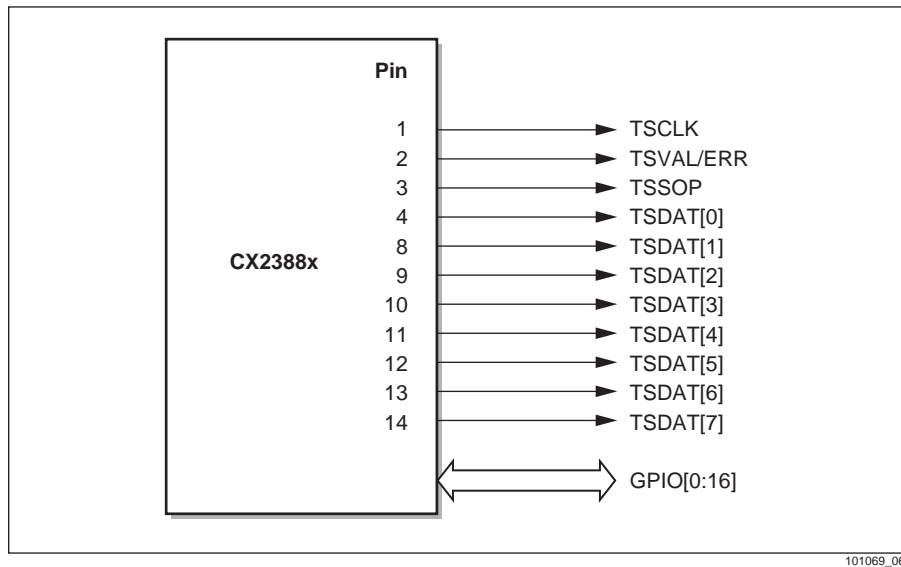 Pin
1 TSCLK
2 TSVAL/ERR
3 TSSOP
4 TSDAT[0]
8 TSDAT[1]
CX2388x
9 TSDAT[2]
10 TSDAT[3]
11 TSDAT[4]
12 TSDAT[5]
13 TSDAT[6]
14 TSDAT[7]
GPIO[0:16]
101069_06